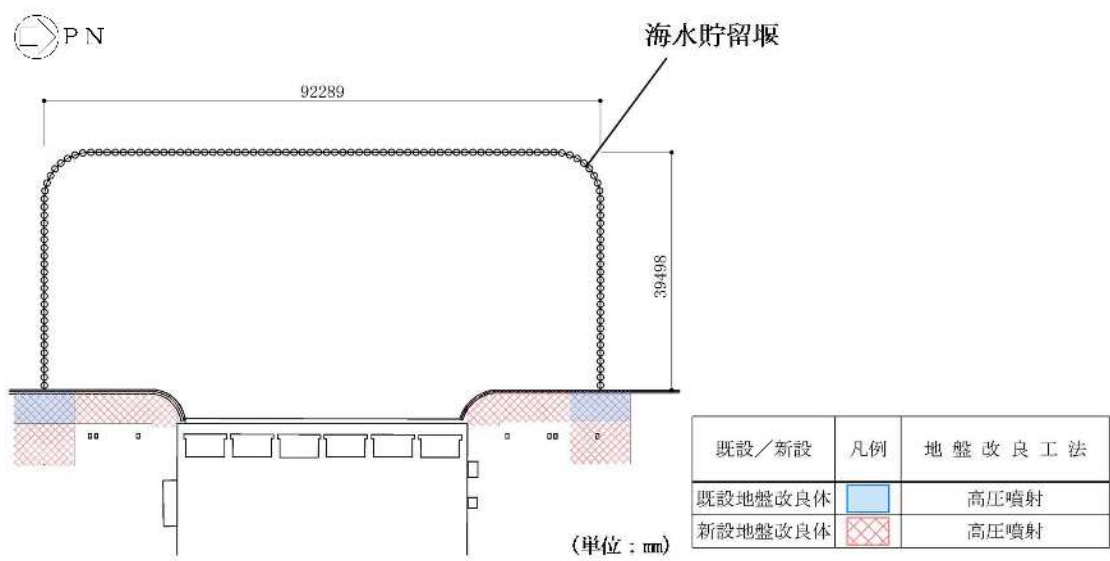 PN
海水貯留堰
92289
39498
既設/新設 凡例 地盤改良工法
既設地盤改良体 高圧噴射
新設地盤改良体 高圧噴射
(単位:mm)